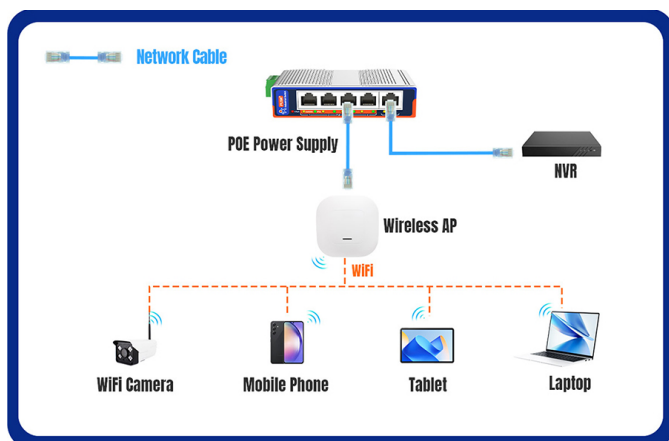 Network Cable
POE Power Supply
NVR
Wireless AP
WiFi
WiFi Camera
Mobile Phone
Tablet
Laptop